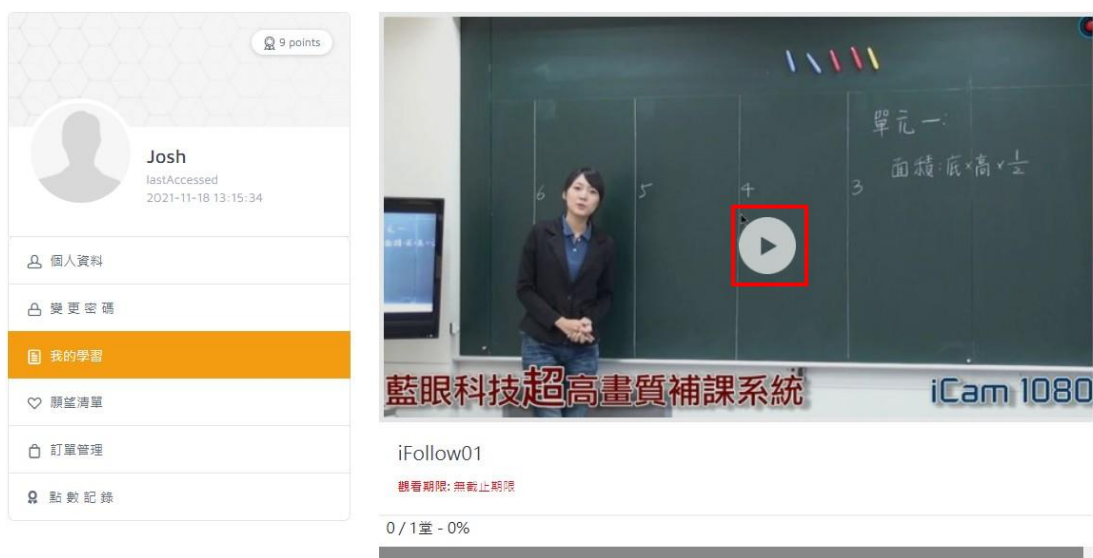 9 points
Josh
lastAccessed
2021-11-18 13:15:34
個人資料
變更密碼
我的學習
願望清單
訂單管理
點數記錄
單元一:
面積:底×高×1/2
6
5
4
3
藍眼科技超高畫質補課系統
iCam 1080
iFollow01
觀看期限: 無截止期限
0 / 1堂 - 0%